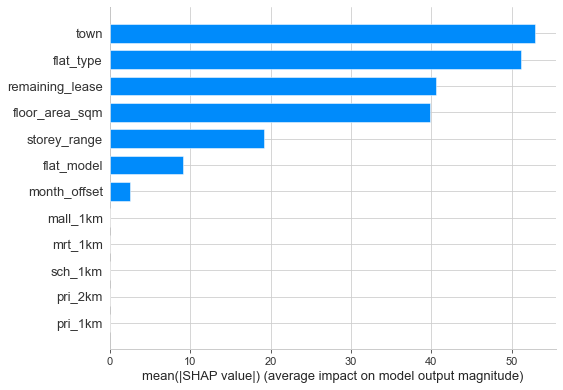 town
flat_type
remaining_lease
floor_area_sqm
storey_range
flat_model
month_offset
mall_1km
mrt_1km
sch_1km
pri_2km
pri_1km
0 10 20 30 40 50
mean(|SHAP value|) (average impact on model output magnitude)